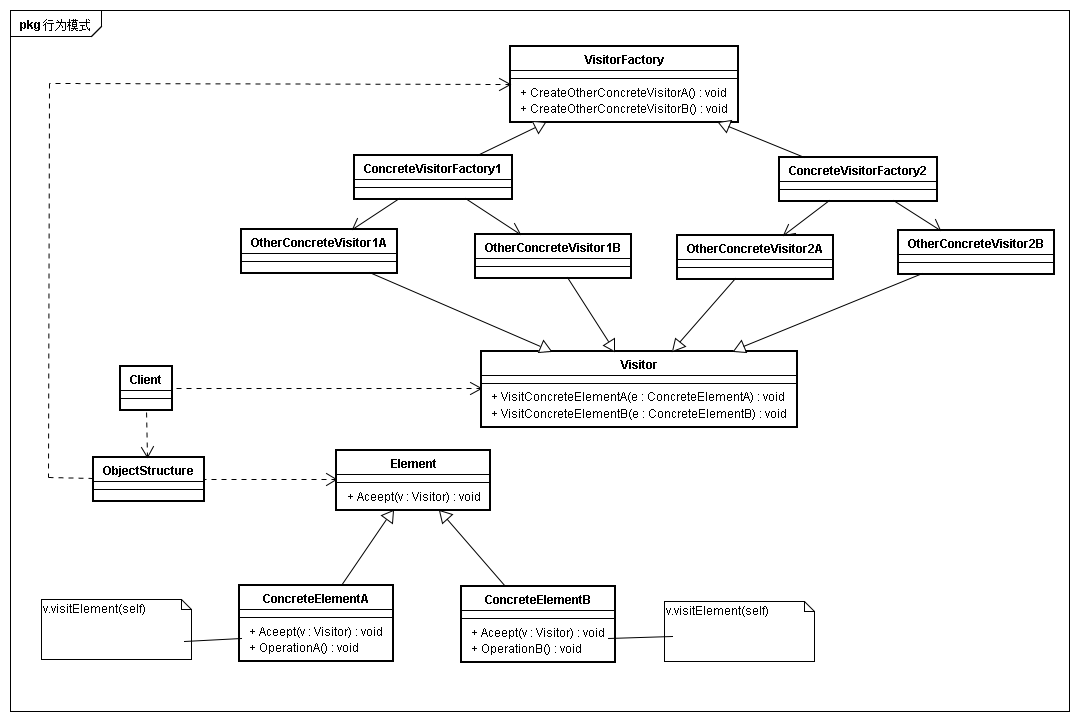 pkg 行为模式
VisitorFactory
+ CreateOtherConcreteVisitorA() : void
+ CreateOtherConcreteVisitorB() : void
ConcreteVisitorFactory1
ConcreteVisitorFactory2
OtherConcreteVisitor1A
OtherConcreteVisitor1B
OtherConcreteVisitor2A
OtherConcreteVisitor2B
Visitor
+ VisitConcreteElementA(e : ConcreteElementA) : void
+ VisitConcreteElementB(e : ConcreteElementB) : void
Client
ObjectStructure
Element
+ Aceept(v : Visitor) : void
ConcreteElementA
+ Aceept(v : Visitor) : void
+ OperationA() : void
ConcreteElementB
+ Aceept(v : Visitor) : void
+ OperationB() : void
v.visitElement(self)
v.visitElement(self)